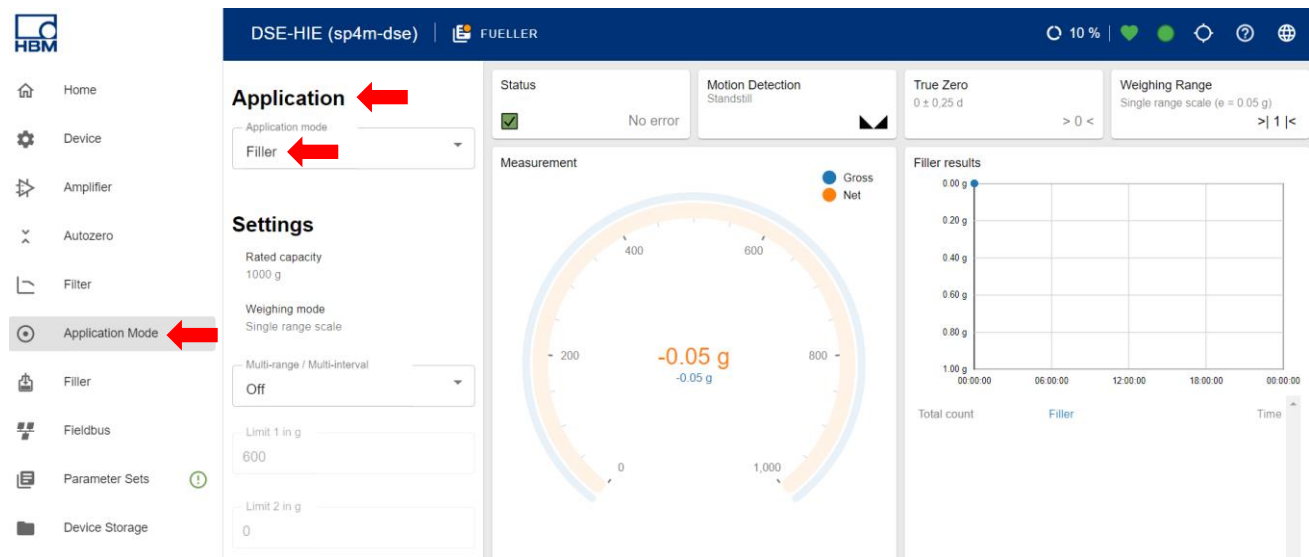 HBM
DSE-HIE (sp4m-dse)
FUELLER
10 %
Home
Device
Amplifier
Autozero
Filter
Application Mode
Filler
Fieldbus
Parameter Sets
Device Storage
Application
Application mode
Filler
Settings
Rated capacity
1000 g
Weighing mode
Single range scale
Multi-range / Multi-interval
Off
Limit 1 in g
600
Limit 2 in g
0
Status
No error
Motion Detection
Standstill
True Zero
0 ± 0,25 d
> 0 <
Weighing Range
Single range scale (e = 0.05 g)
>| 1 |<
Measurement
Gross
Net
400
600
200
800
-0.05 g
-0.05 g
0
1,000
Filler results
0.00 g
0.20 g
0.40 g
0.60 g
0.80 g
1.00 g
00:00:00 06:00:00 12:00:00 18:00:00 00:00:00
Total count Filler Time